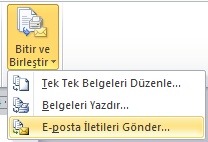 Bitir ve
Birleştir
Tek Tek Belgeleri Düzenle...
Belgeleri Yazdır...
E-posta İletileri Gönder...